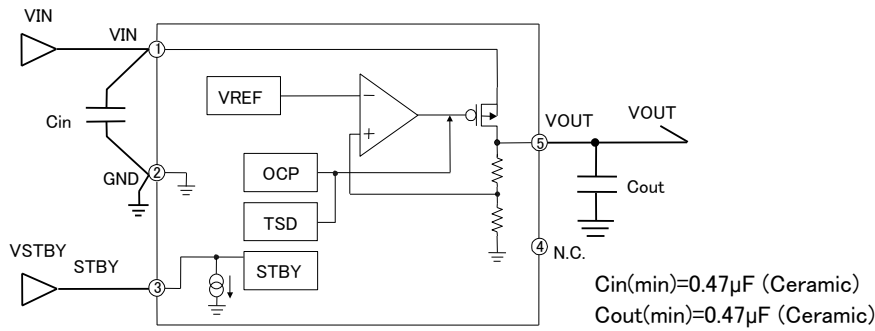 VIN
VIN
1
VREF
−
+
Cin
VOUT
VOUT
5
GND
2
OCP
Cout
TSD
VSTBY
STBY
3
STBY
4
N.C.
Cin(min)=0.47µF (Ceramic)
Cout(min)=0.47µF (Ceramic)